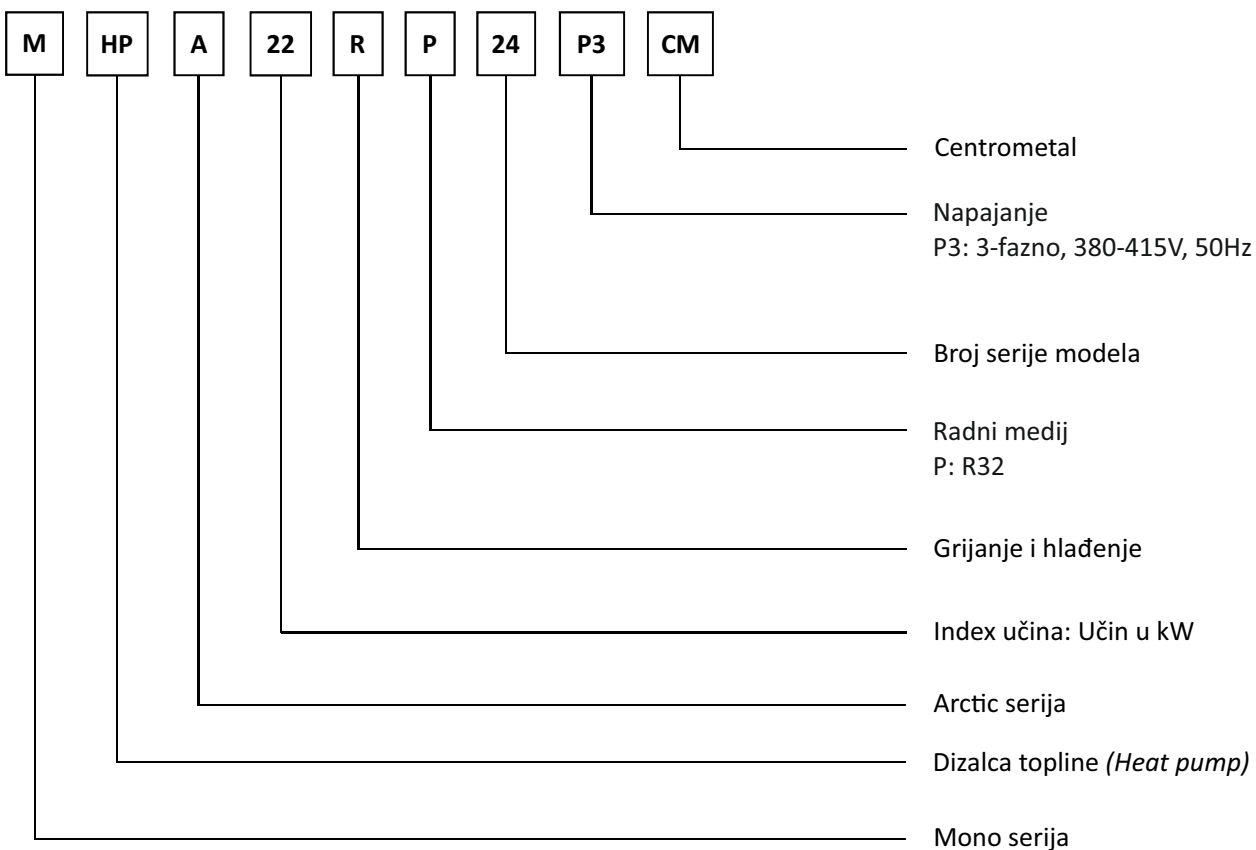 M HP A 22 R P 24 P3 CM
Centrometal
Napajanje
P3: 3-fazno, 380-415V, 50Hz
Broj serije modela
Radni medij
P: R32
Grijanje i hlađenje
Index učina: Učin u kW
Arctic serija
Dizalca topline (Heat pump)
Mono serija